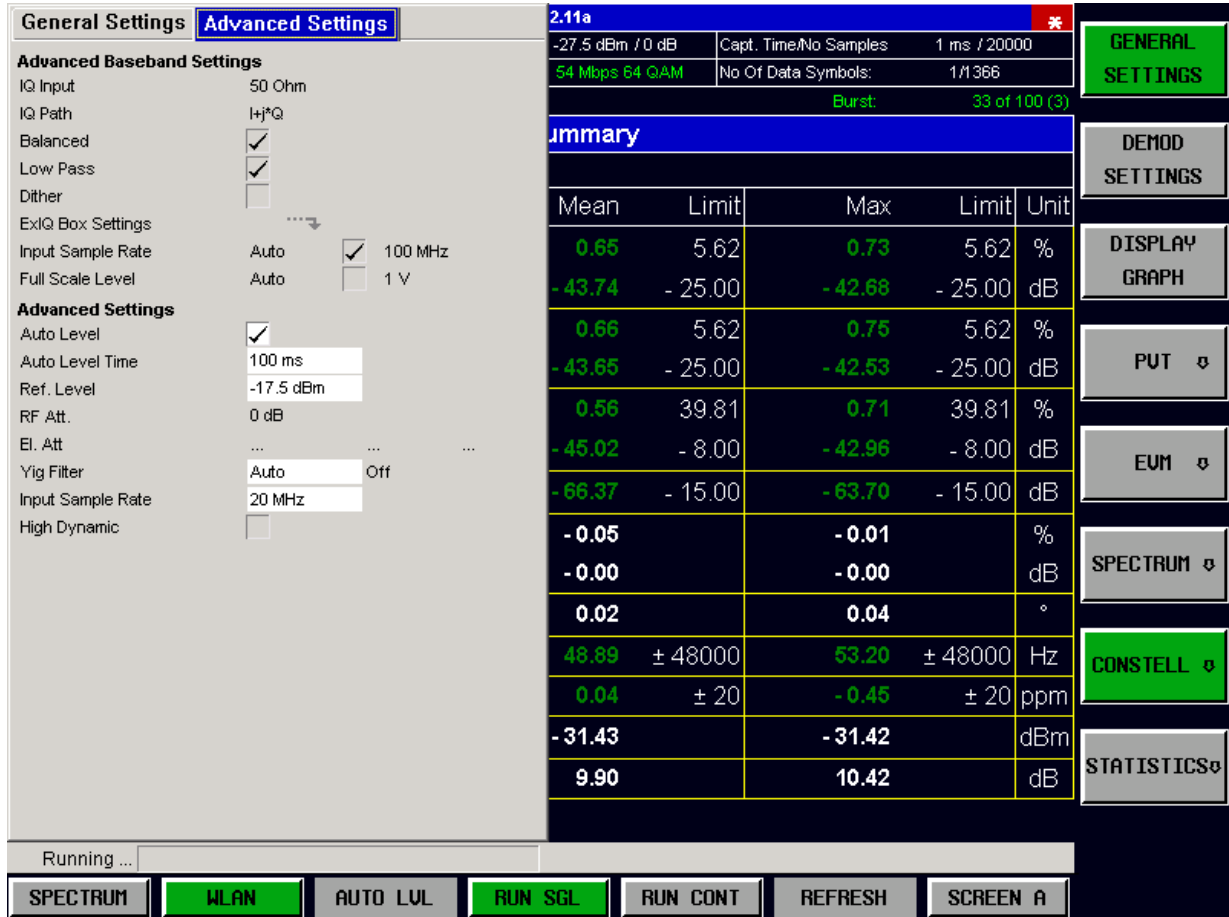 General Settings Advanced Settings
2.11a
-27.5 dBm / 0 dB Capt. Time/No Samples 1 ms / 20000
54 Mbps 64 QAM No Of Data Symbols: 1/1366
Burst: 33 of 100 (3)
Advanced Baseband Settings
IQ Input 50 Ohm
IQ Path I+j*Q
Balanced
Low Pass
Dither
ExIQ Box Settings
Input Sample Rate Auto 100 MHz
Full Scale Level Auto 1 V
Advanced Settings
Auto Level
Auto Level Time 100 ms
Ref. Level -17.5 dBm
RF Att. 0 dB
El. Att ... ... ...
Yig Filter Auto Off
Input Sample Rate 20 MHz
High Dynamic
ummary
Mean Limit Max Limit Unit
0.65 5.62 0.73 5.62 %
- 43.74 - 25.00 - 42.68 - 25.00 dB
0.66 5.62 0.75 5.62 %
- 43.65 - 25.00 - 42.53 - 25.00 dB
0.56 39.81 0.71 39.81 %
- 45.02 - 8.00 - 42.96 - 8.00 dB
- 66.37 - 15.00 - 63.70 - 15.00 dB
- 0.05 - 0.01 %
- 0.00 - 0.00 dB
0.02 0.04 °
48.89 ± 48000 53.20 ± 48000 Hz
0.04 ± 20 - 0.45 ± 20 ppm
- 31.43 - 31.42 dBm
9.90 10.42 dB
GENERAL
SETTINGS
DEMOD
SETTINGS
DISPLAY
GRAPH
PVT
EVM
SPECTRUM
CONSTELL
STATISTICS
Running ...
SPECTRUM WLAN AUTO LVL RUN SGL RUN CONT REFRESH SCREEN A